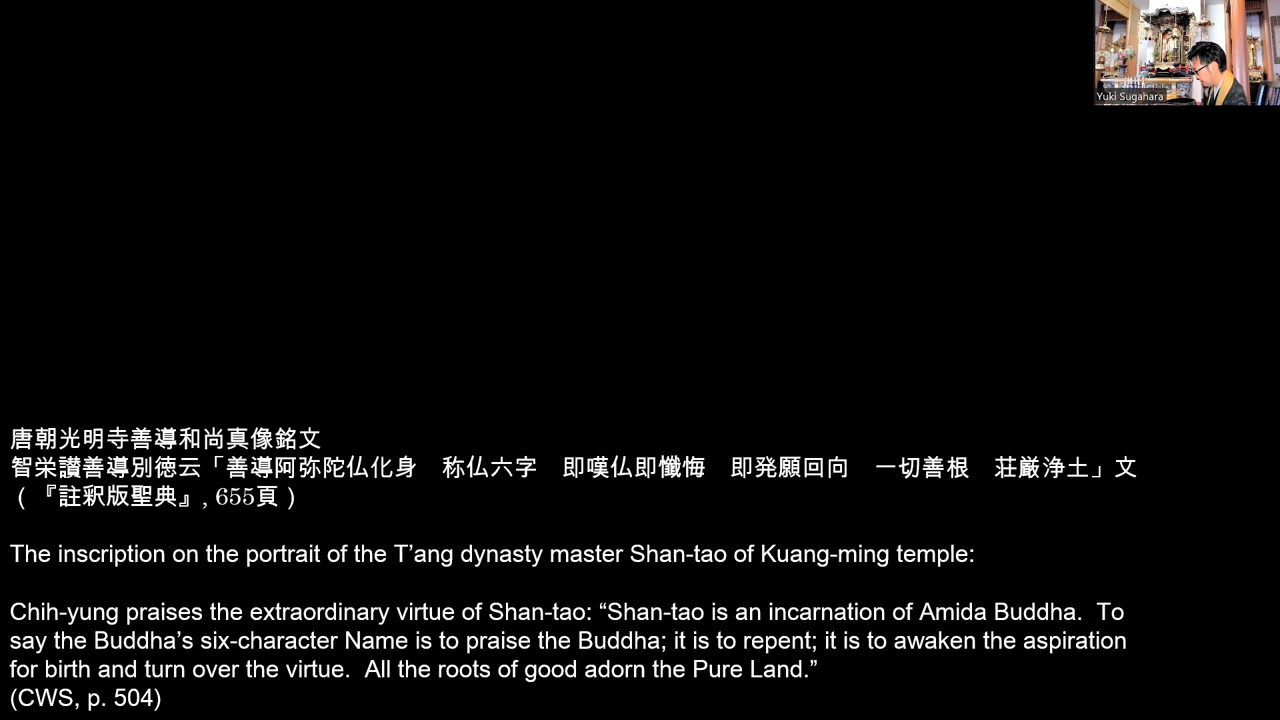 Yuki Sugahara
唐朝光明寺善導和尚真像銘文
智栄讃善導別徳云「善導阿弥陀仏化身　称仏六字　即嘆仏即懺悔　即発願回向　一切善根　荘厳浄土」文
（『註釈版聖典』, 655頁）
The inscription on the portrait of the T’ang dynasty master Shan-tao of Kuang-ming temple:
Chih-yung praises the extraordinary virtue of Shan-tao: “Shan-tao is an incarnation of Amida Buddha.  To
say the Buddha’s six-character Name is to praise the Buddha; it is to repent; it is to awaken the aspiration
for birth and turn over the virtue.  All the roots of good adorn the Pure Land.”
(CWS, p. 504)